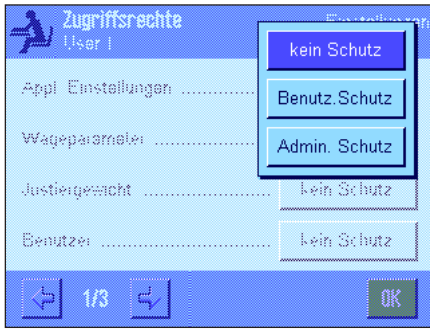 Zugriffsrechte
User 1
kein Schutz
Benutz.Schutz
Admin. Schutz
Appl. Einstellungen ..............
Wägeparameter ..................
Justiergewicht .................. kein Schutz
Benutzer ........................... kein Schutz
1/3
OK